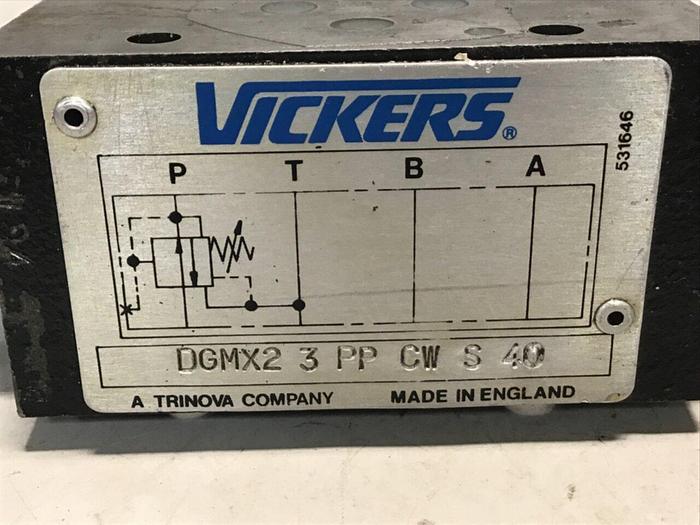 VICKERS®
531646
P T B A
DGMX2 3 PP CW S 40
A TRINOVA COMPANY MADE IN ENGLAND